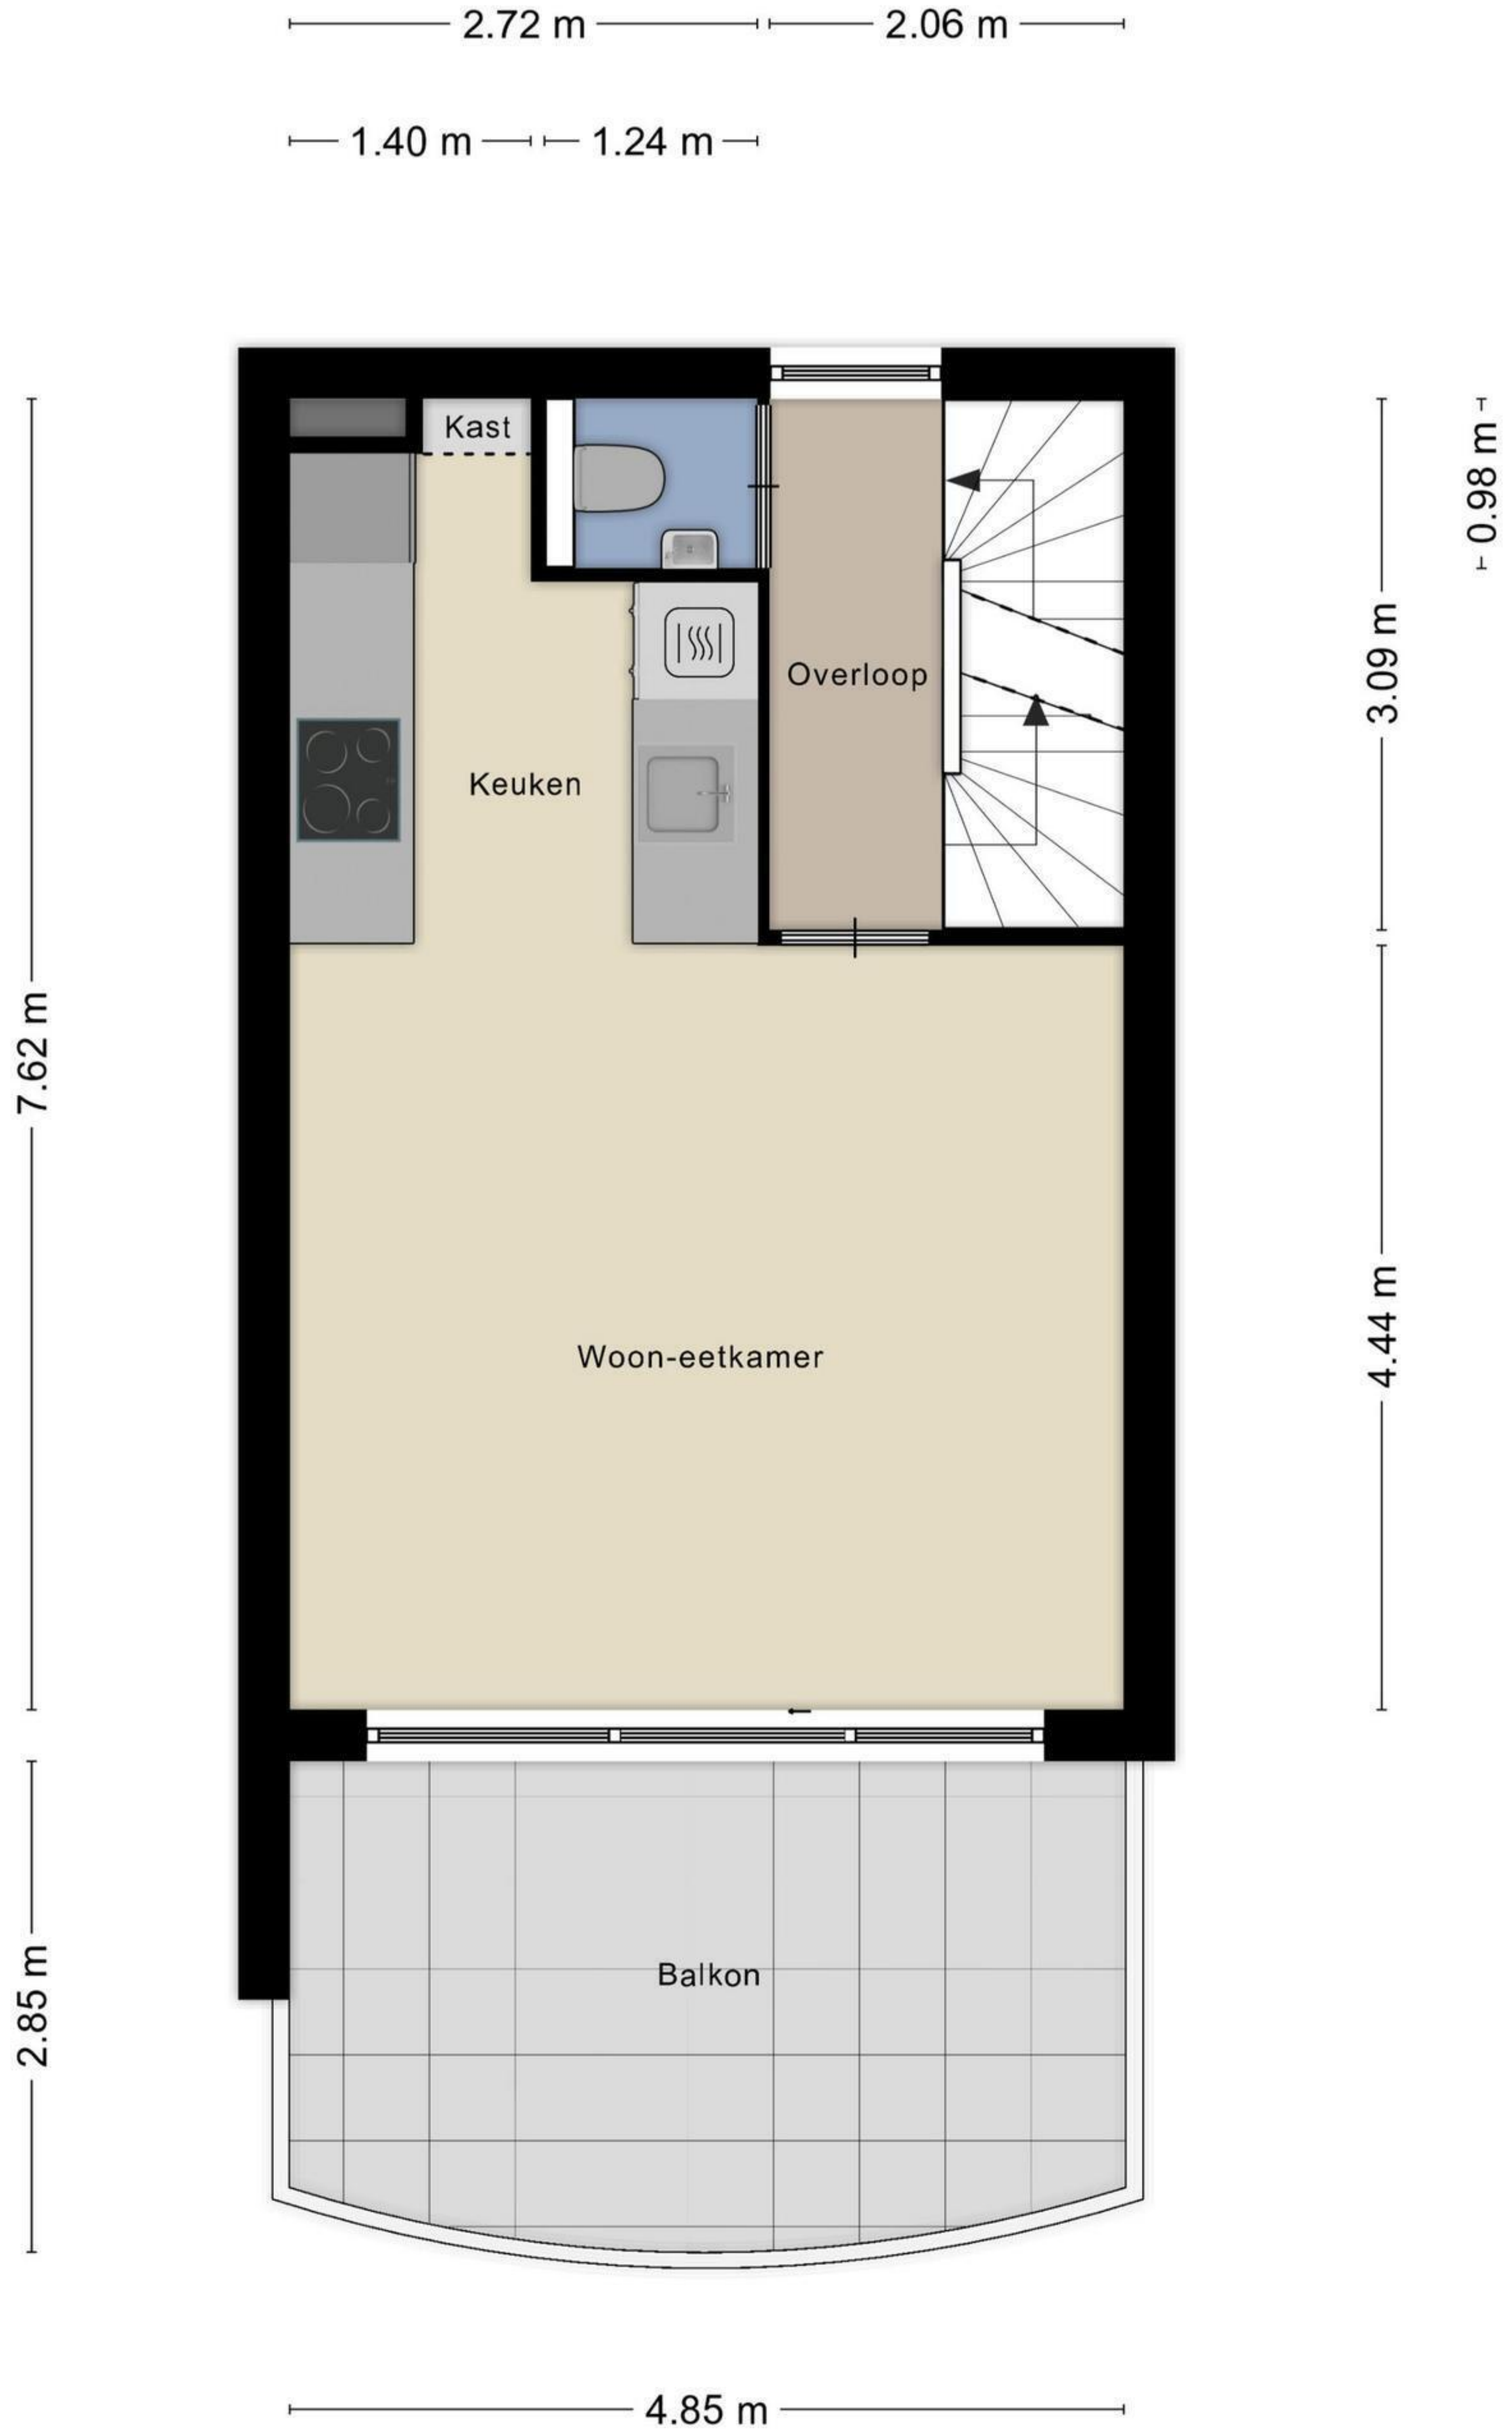 2.72 m
2.06 m
1.40 m
1.24 m
Kast
0.98 m
3.09 m
Overloop
Keuken
7.62 m
4.44 m
Woon-eetkamer
Balkon
2.85 m
4.85 m